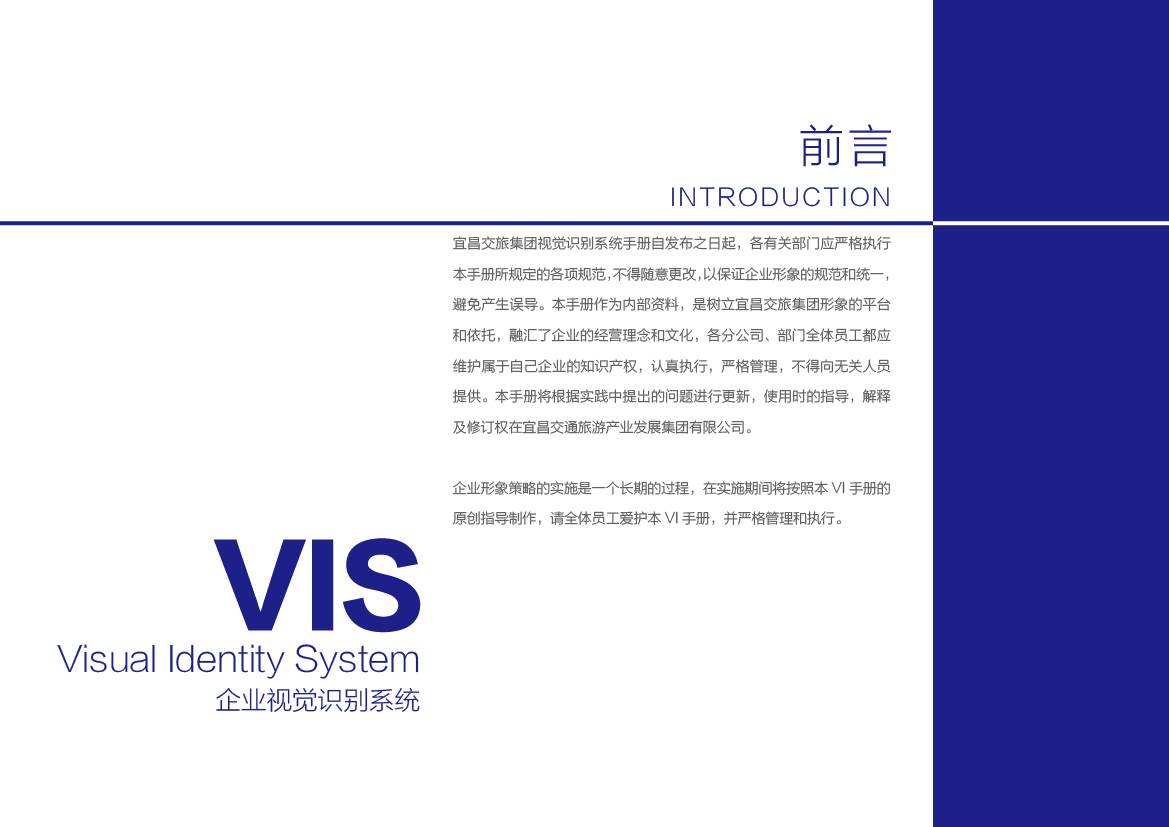 前言
INTRODUCTION
宜昌交旅集团视觉识别系统手册自发布之日起，各有关部门应严格执行
本手册所规定的各项规范，不得随意更改，以保证企业形象的规范和统一，
避免产生误导。本手册作为内部资料，是树立宜昌交旅集团形象的平台
和依托，融汇了企业的经营理念和文化，各分公司、部门全体员工都应
维护属于自己企业的知识产权，认真执行，严格管理，不得向无关人员
提供。本手册将根据实践中提出的问题进行更新，使用时的指导，解释
及修订权在宜昌交通旅游产业发展集团有限公司。
企业形象策略的实施是一个长期的过程，在实施期间将按照本 VI 手册的
原创指导制作，请全体员工爱护本 VI 手册，并严格管理和执行。
VIS
Visual Identity System
企业视觉识别系统